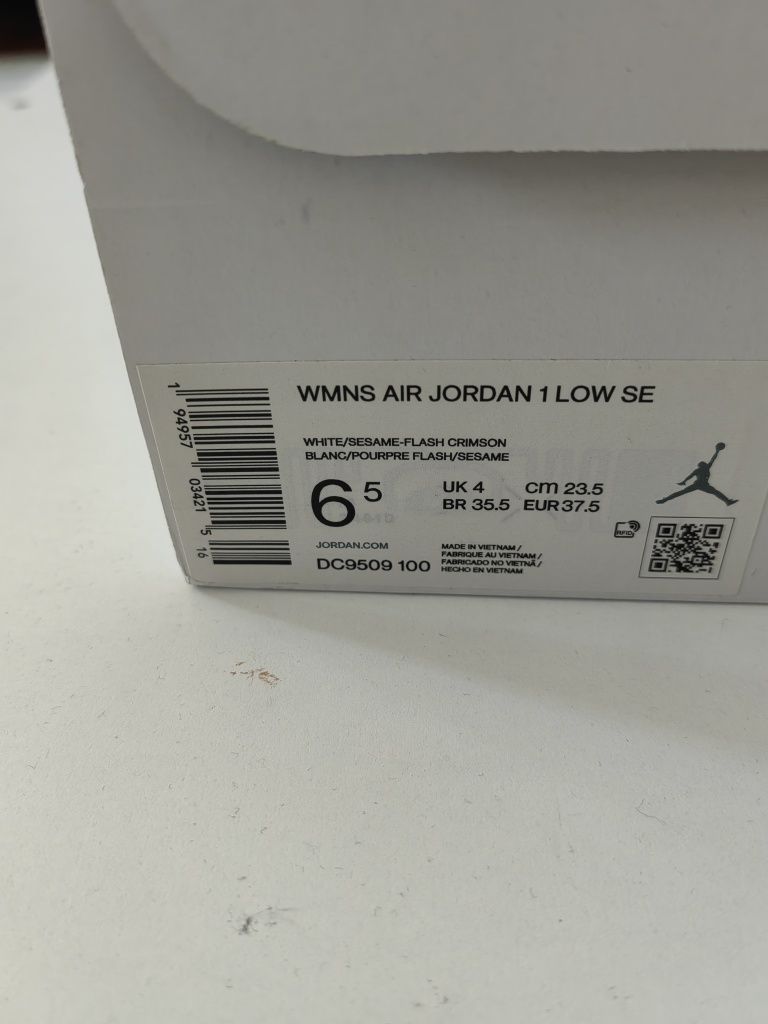 WMNS AIR JORDAN 1 LOW SE
WHITE/SESAME-FLASH CRIMSON
BLANC/POURPRE FLASH/SESAME
6 5
UK 4 cm 23.5
BR 35.5 EUR 37.5
JORDAN.COM
DC9509 100
MADE IN VIETNAM /
FABRIQUE AU VIETNAM /
FABRICADO NO VIETNÃ /
HECHO EN VIETNAM
RFID
1 94957 03421 5 16